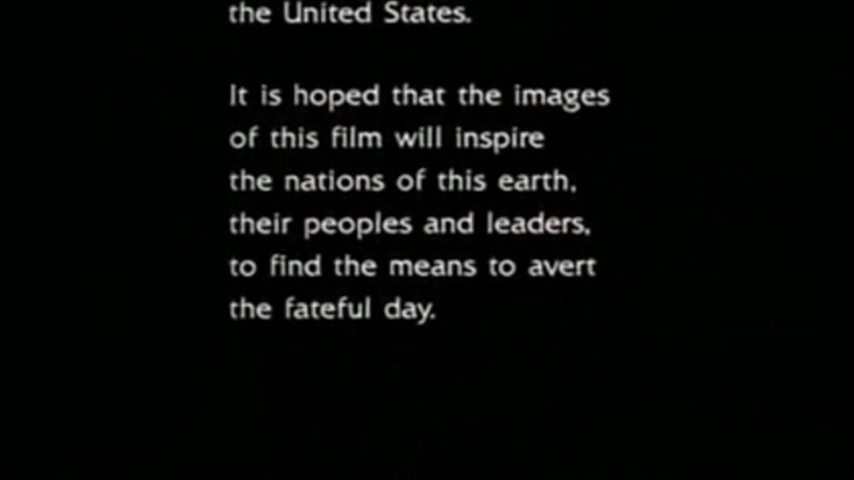 the United States.
It is hoped that the images
of this film will inspire
the nations of this earth,
their peoples and leaders,
to find the means to avert
the fateful day.